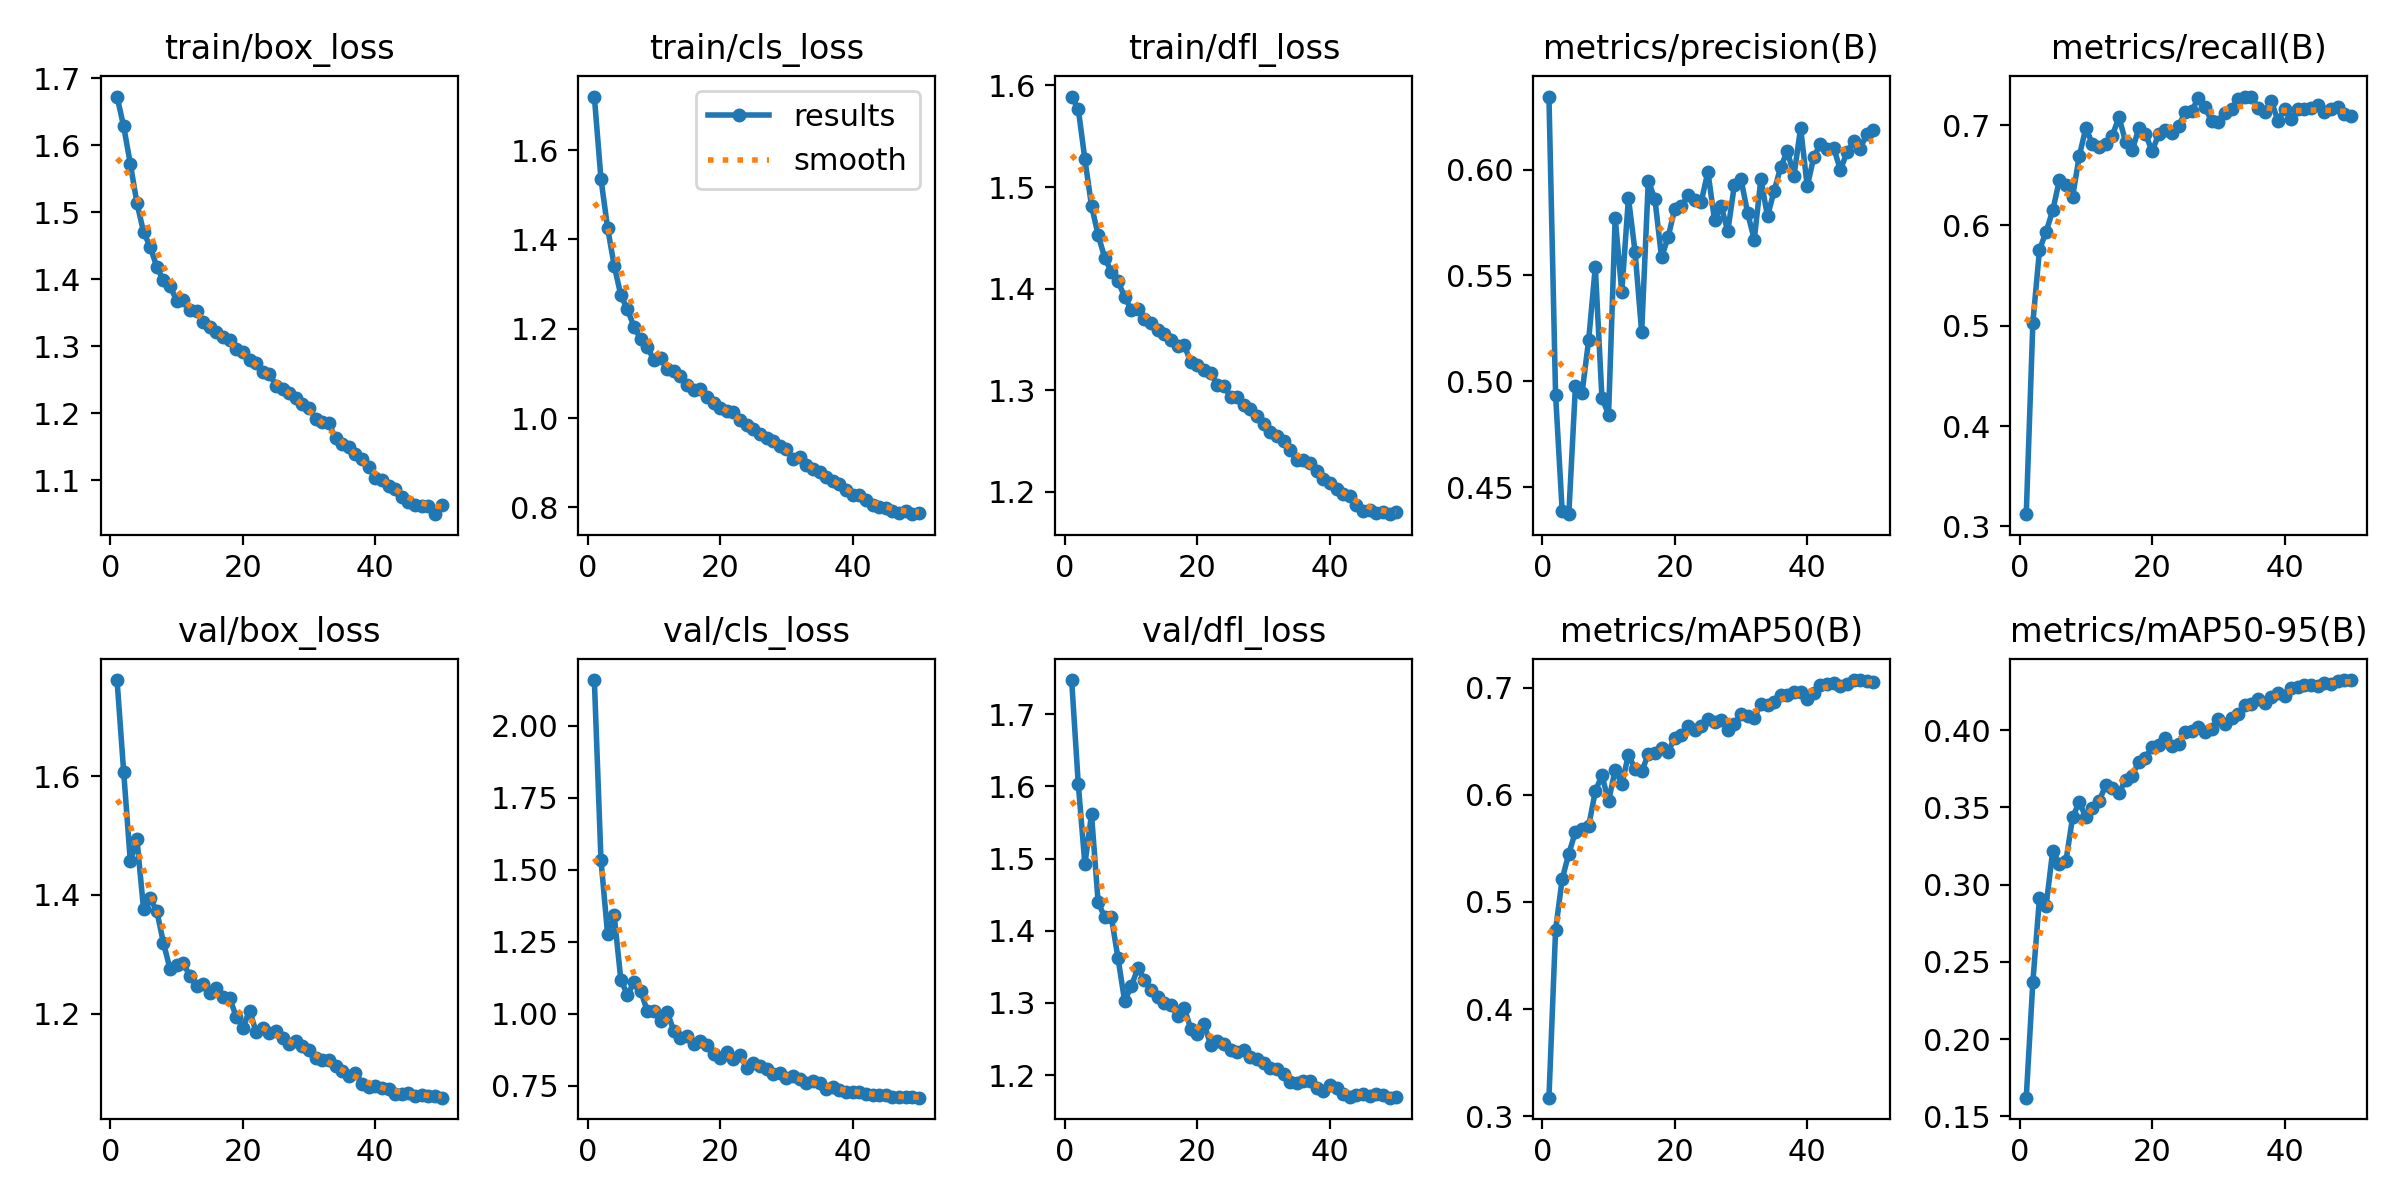 train/box_loss
1.7
1.6
1.5
1.4
1.3
1.2
1.1
0 20 40
train/cls_loss
results
smooth
1.6
1.4
1.2
1.0
0.8
0 20 40
train/dfl_loss
1.6
1.5
1.4
1.3
1.2
0 20 40
metrics/precision(B)
0.60
0.55
0.50
0.45
0 20 40
metrics/recall(B)
0.7
0.6
0.5
0.4
0.3
0 20 40
val/box_loss
1.6
1.4
1.2
0 20 40
val/cls_loss
2.00
1.75
1.50
1.25
1.00
0.75
0 20 40
val/dfl_loss
1.7
1.6
1.5
1.4
1.3
1.2
0 20 40
metrics/mAP50(B)
0.7
0.6
0.5
0.4
0.3
0 20 40
metrics/mAP50-95(B)
0.40
0.35
0.30
0.25
0.20
0.15
0 20 40